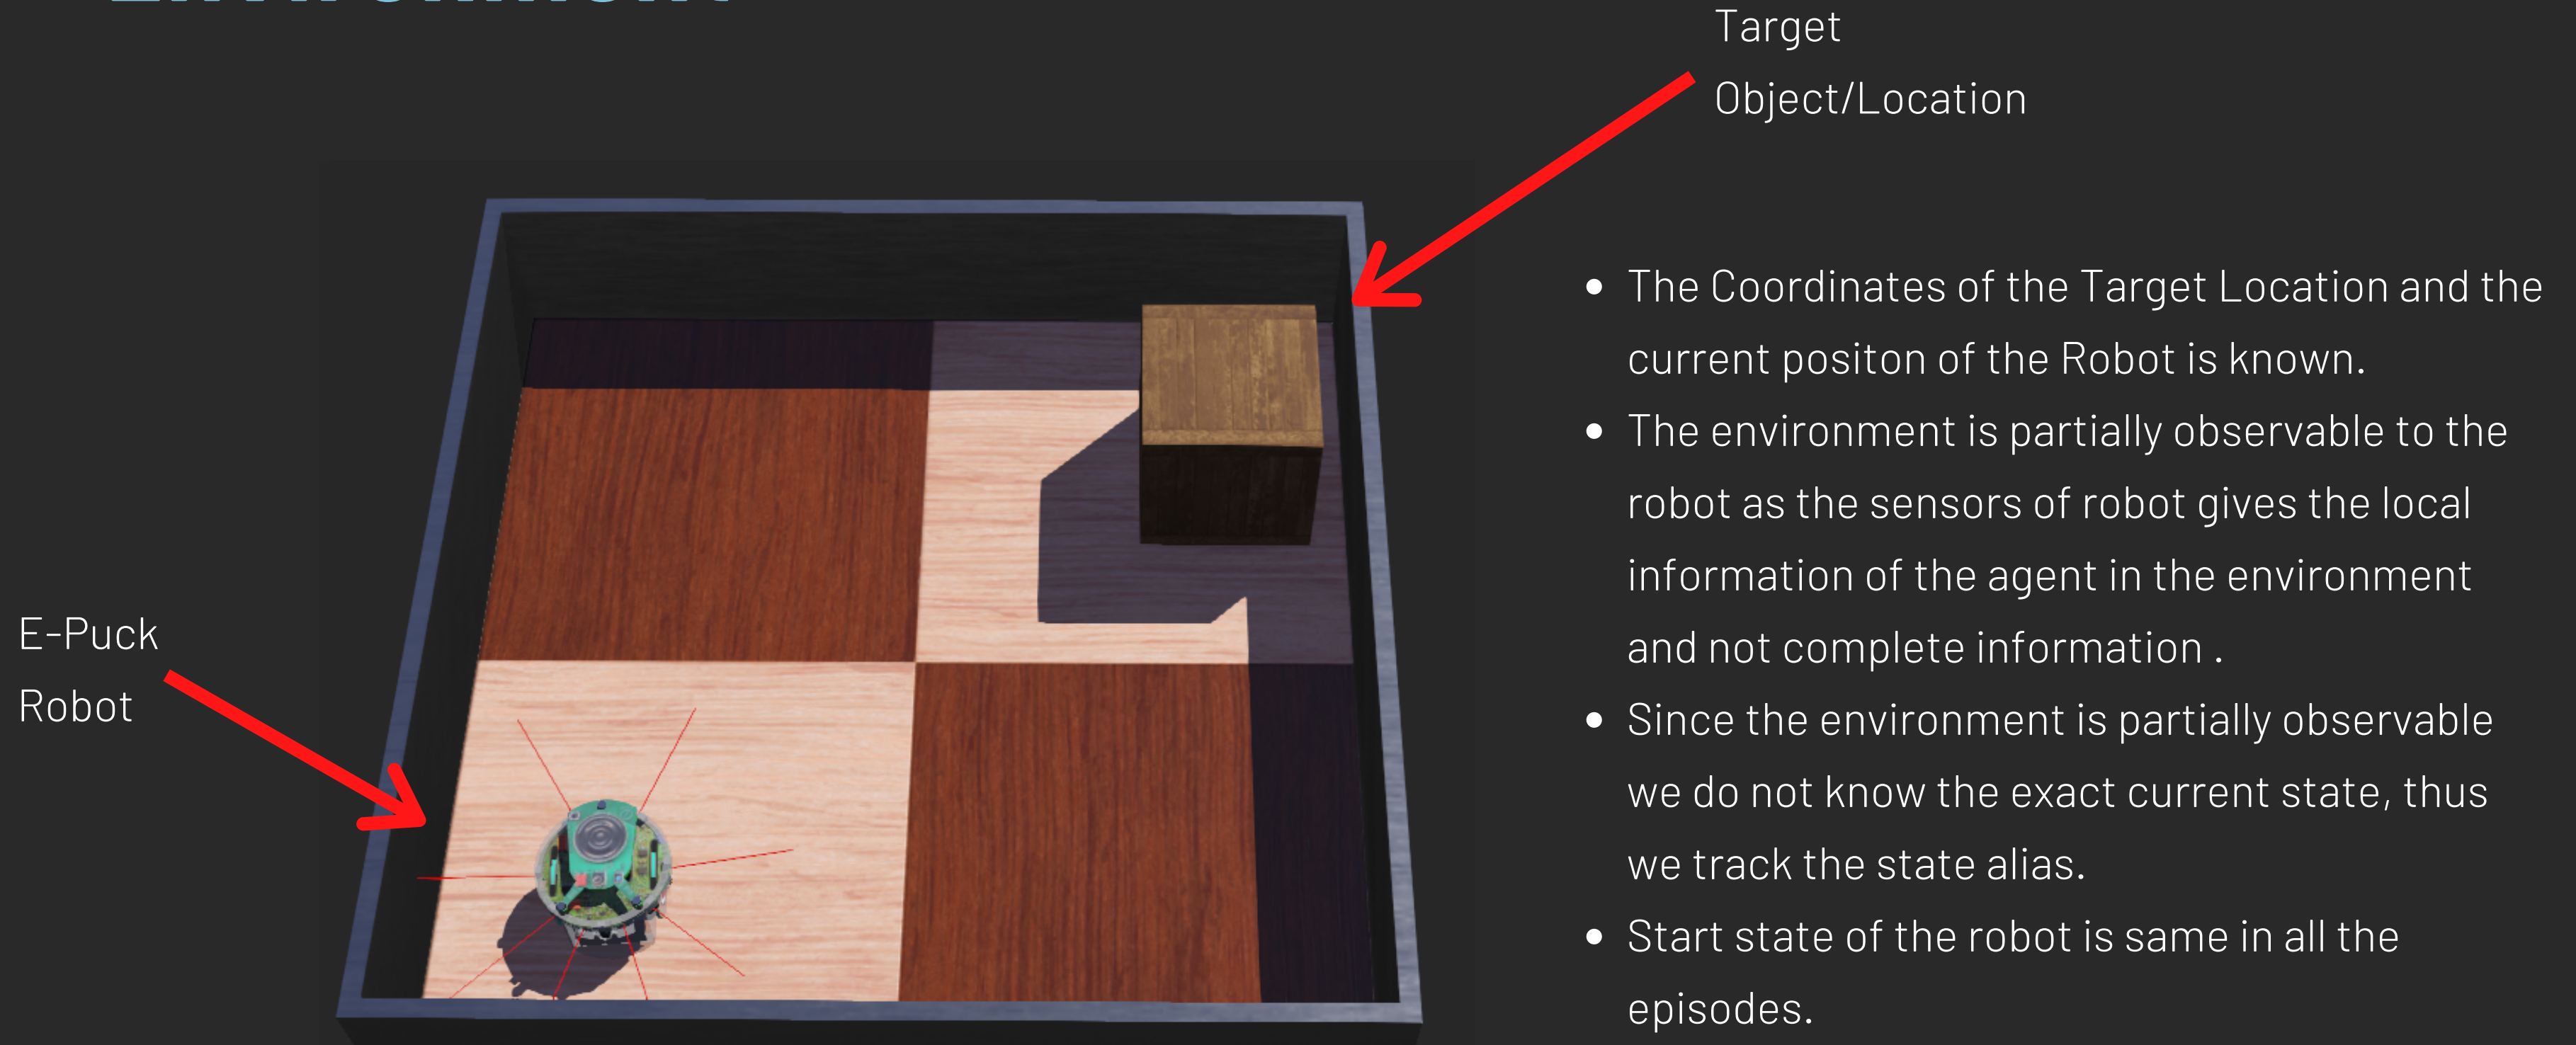 Target
Object/Location
The Coordinates of the Target Location and the
current positon of the Robot is known.
The environment is partially observable to the
robot as the sensors of robot gives the local
information of the agent in the environment
and not complete information .
Since the environment is partially observable
we do not know the exact current state, thus
we track the state alias.
Start state of the robot is same in all the
episodes.
E-Puck
Robot